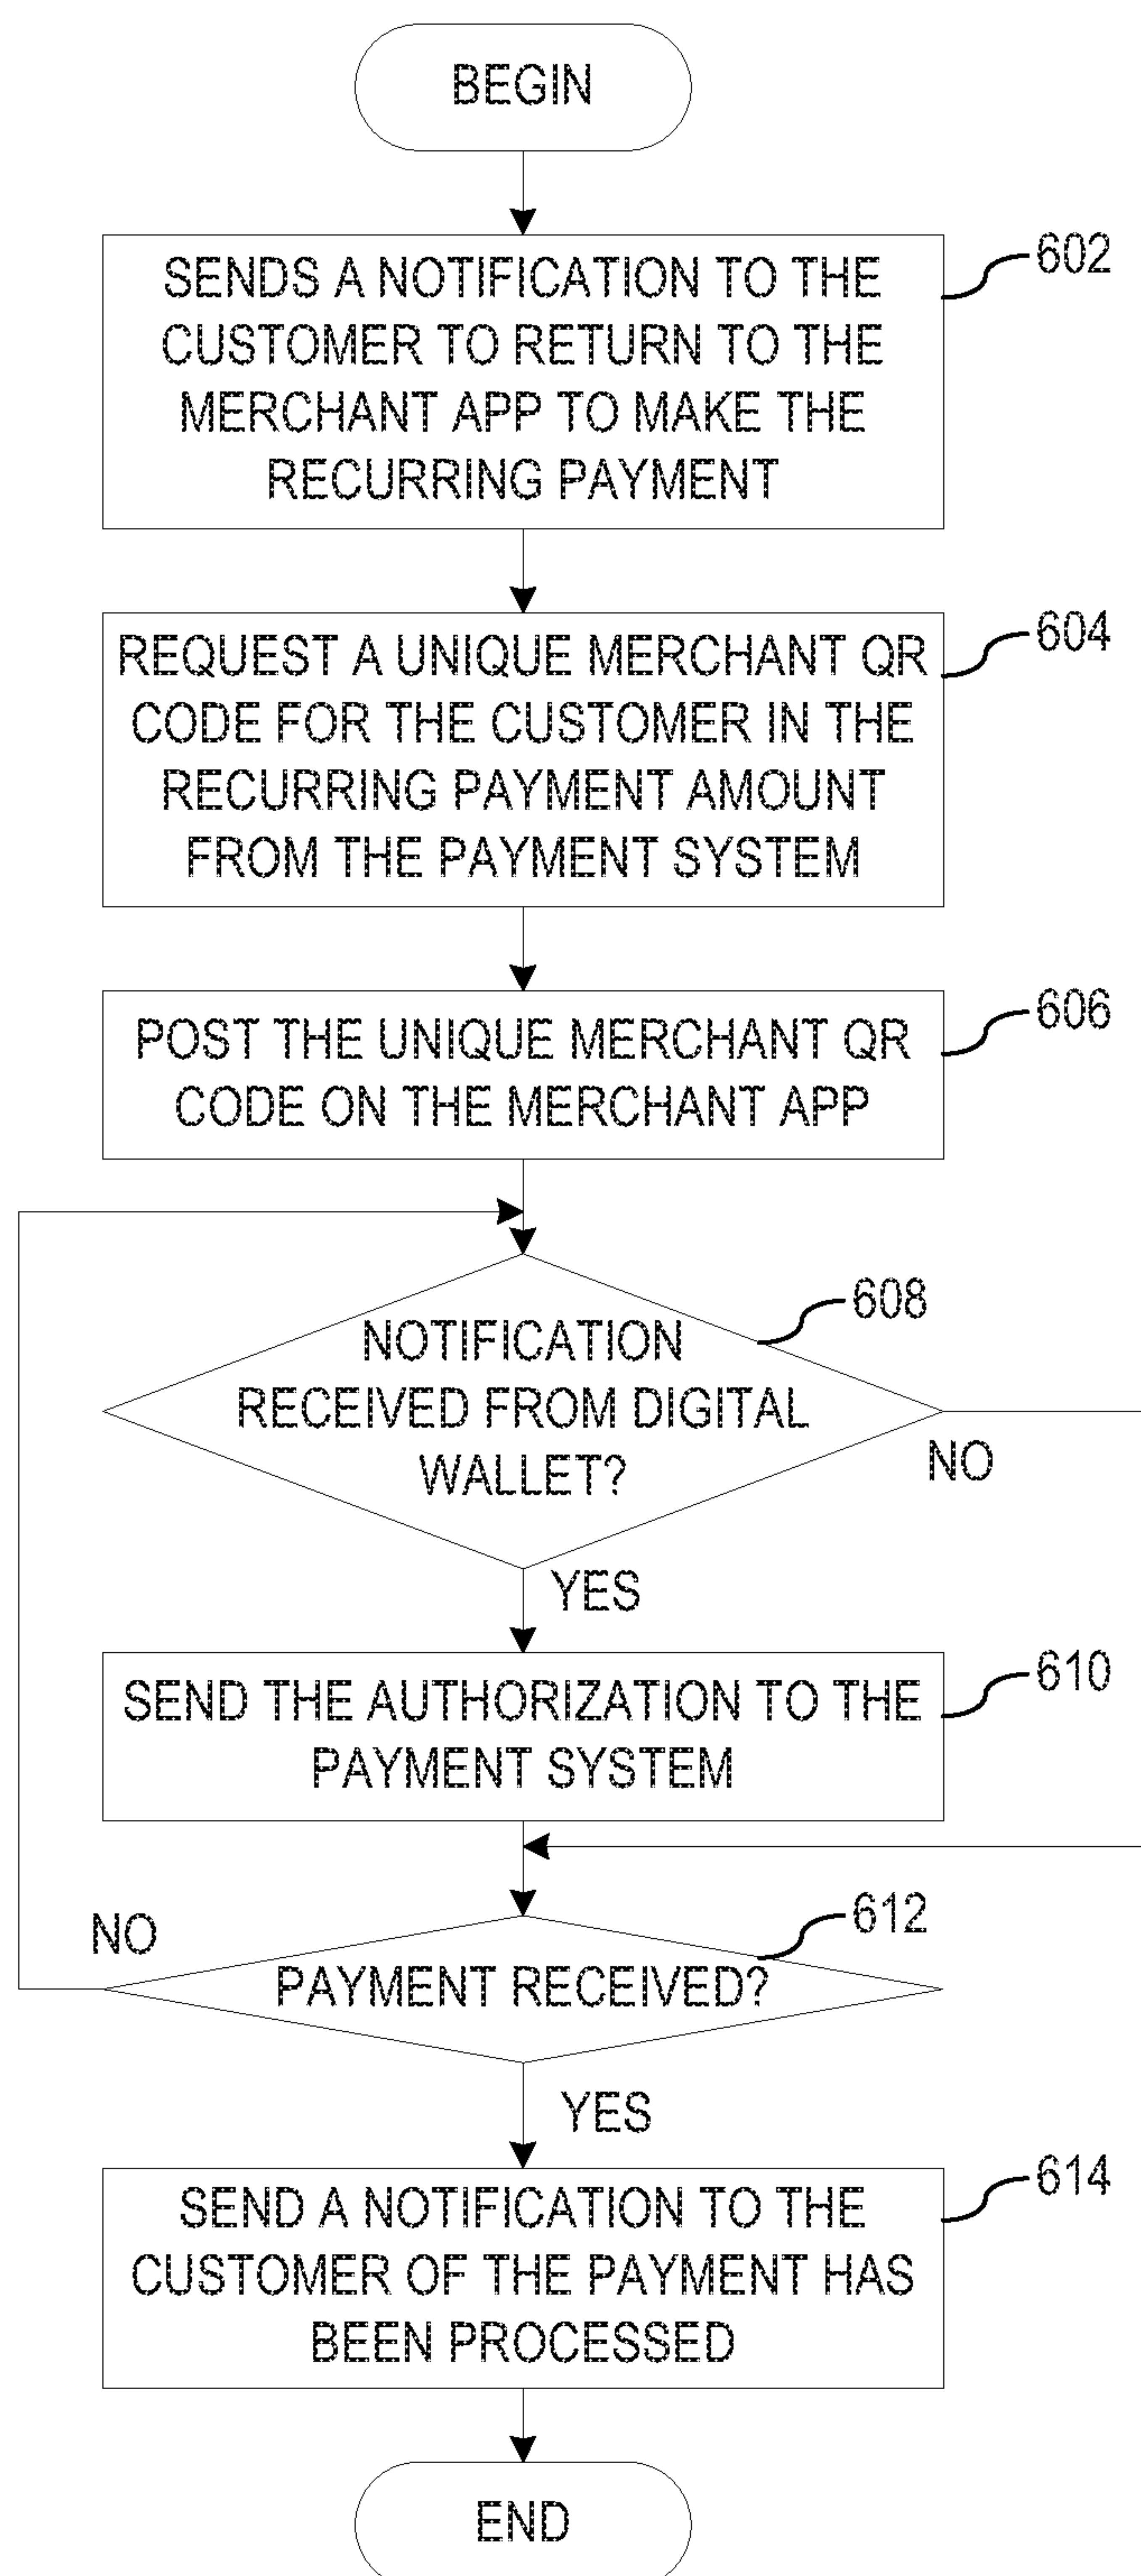 BEGIN
602
SENDS A NOTIFICATION TO THE
CUSTOMER TO RETURN TO THE
MERCHANT APP TO MAKE THE
RECURRING PAYMENT
604
REQUEST A UNIQUE MERCHANT QR
CODE FOR THE CUSTOMER IN THE
RECURRING PAYMENT AMOUNT
FROM THE PAYMENT SYSTEM
606
POST THE UNIQUE MERCHANT QR
CODE ON THE MERCHANT APP
608
NOTIFICATION
RECEIVED FROM DIGITAL
WALLET?
NO
YES
610
SEND THE AUTHORIZATION TO THE
PAYMENT SYSTEM
612
NO
PAYMENT RECEIVED?
YES
614
SEND A NOTIFICATION TO THE
CUSTOMER OF THE PAYMENT HAS
BEEN PROCESSED
END